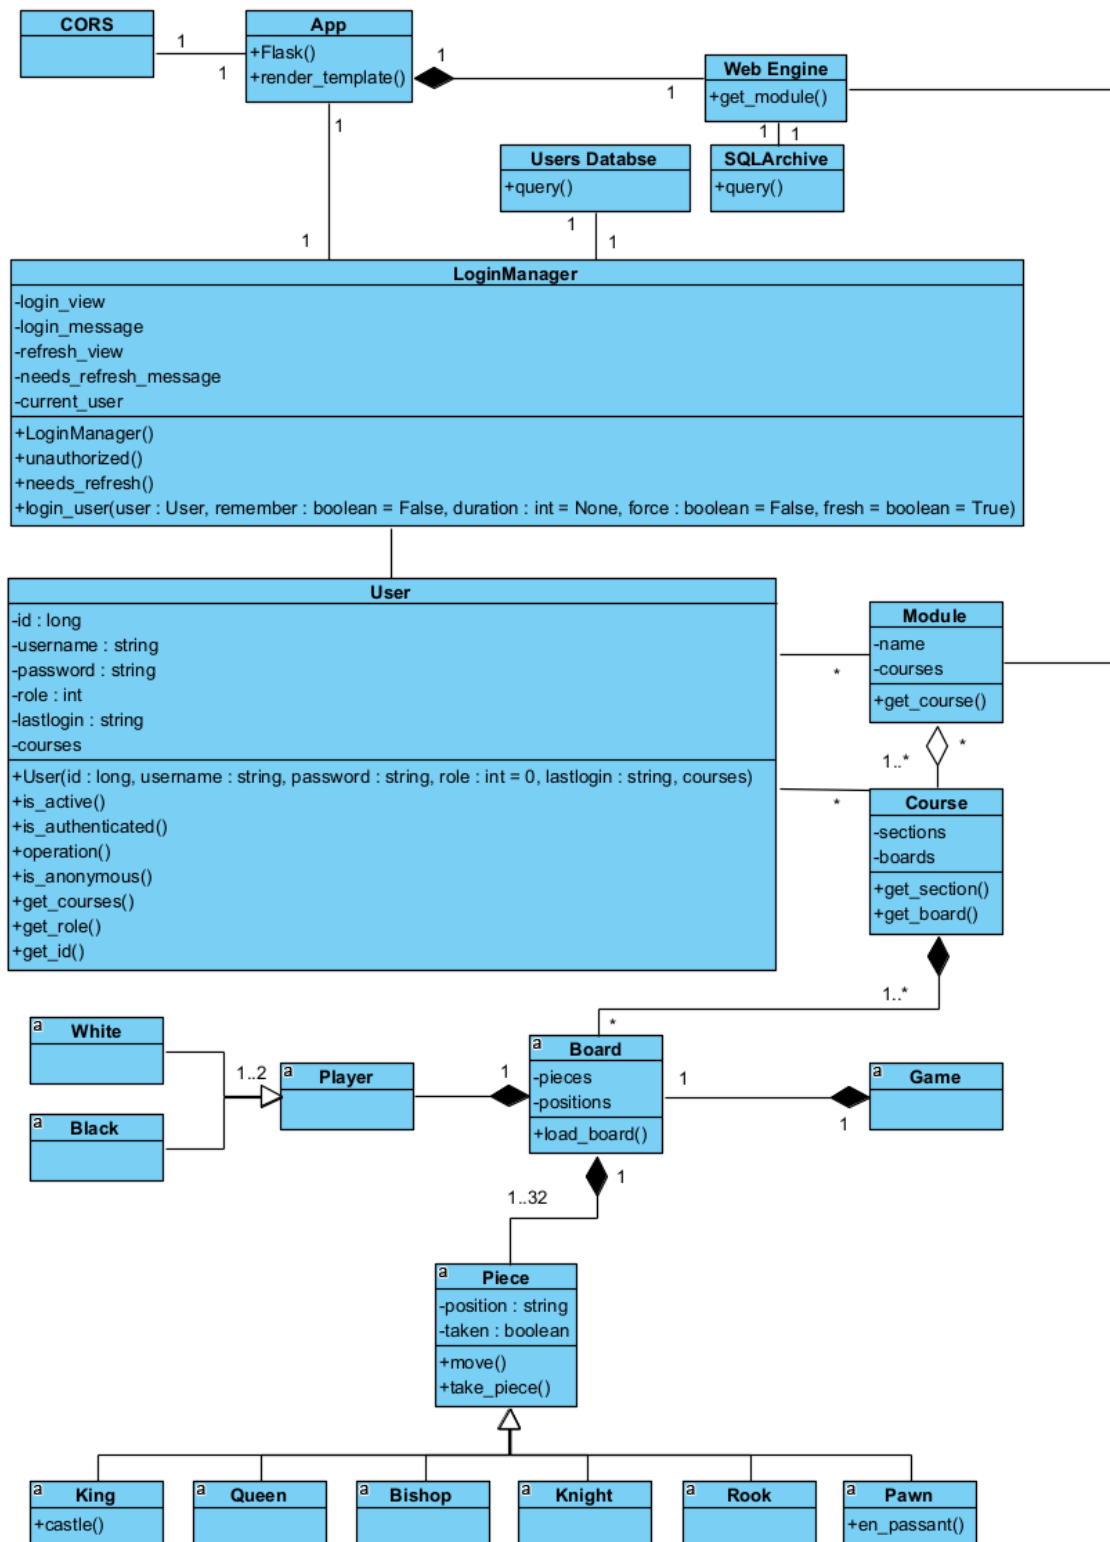 CORS
App
+Flask()
+render_template()
1
1
1
1
Web Engine
+get_module()
1
1
1
Users Databse
+query()
SQLArchive
+query()
1
1
1
LoginManager
-login_view
-login_message
-refresh_view
-needs_refresh_message
-current_user
+LoginManager()
+unauthorized()
+needs_refresh()
+login_user(user : User, remember : boolean = False, duration : int = None, force : boolean = False, fresh = boolean = True)
User
-id : long
-username : string
-password : string
-role : int
-lastlogin : string
-courses
+User(id : long, username : string, password : string, role : int = 0, lastlogin : string, courses)
+is_active()
+is_authenticated()
+operation()
+is_anonymous()
+get_courses()
+get_role()
+get_id()
*
*
Module
-name
-courses
+get_course()
1..*
*
Course
-sections
-boards
+get_section()
+get_board()
1..*
*
a
White
a
Black
1..2
a
Player
1
a
Board
-pieces
-positions
+load_board()
1
1
a
Game
1..32
1
a
Piece
-position : string
-taken : boolean
+move()
+take_piece()
a
King
+castle()
a
Queen
a
Bishop
a
Knight
a
Rook
a
Pawn
+en_passant()